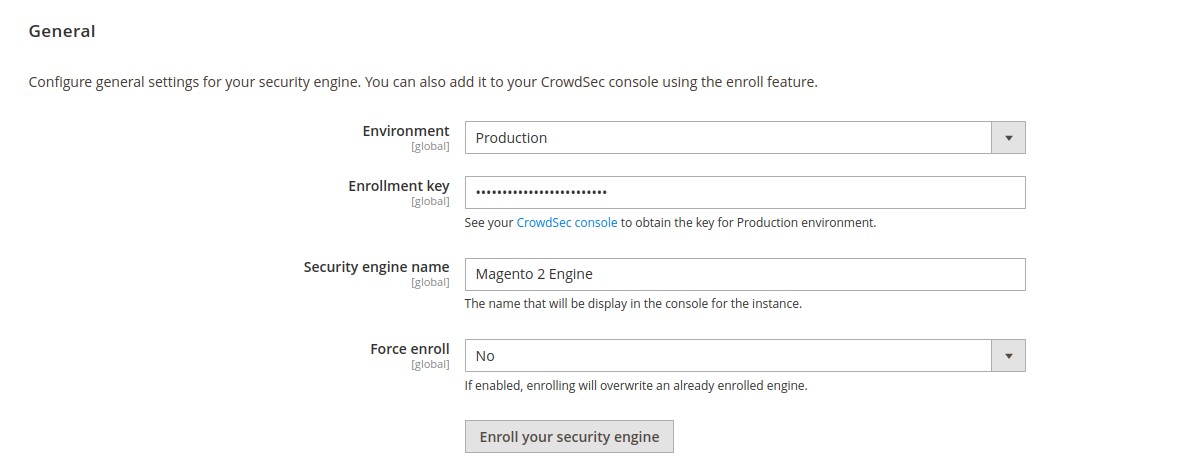 General
Configure general settings for your security engine. You can also add it to your CrowdSec console using the enroll feature.
Environment
[global]
Production
Enrollment key
[global]
•••••••••••••••••••••••••
See your CrowdSec console to obtain the key for Production environment.
Security engine name
[global]
Magento 2 Engine
The name that will be display in the console for the instance.
Force enroll
[global]
No
If enabled, enrolling will overwrite an already enrolled engine.
Enroll your security engine